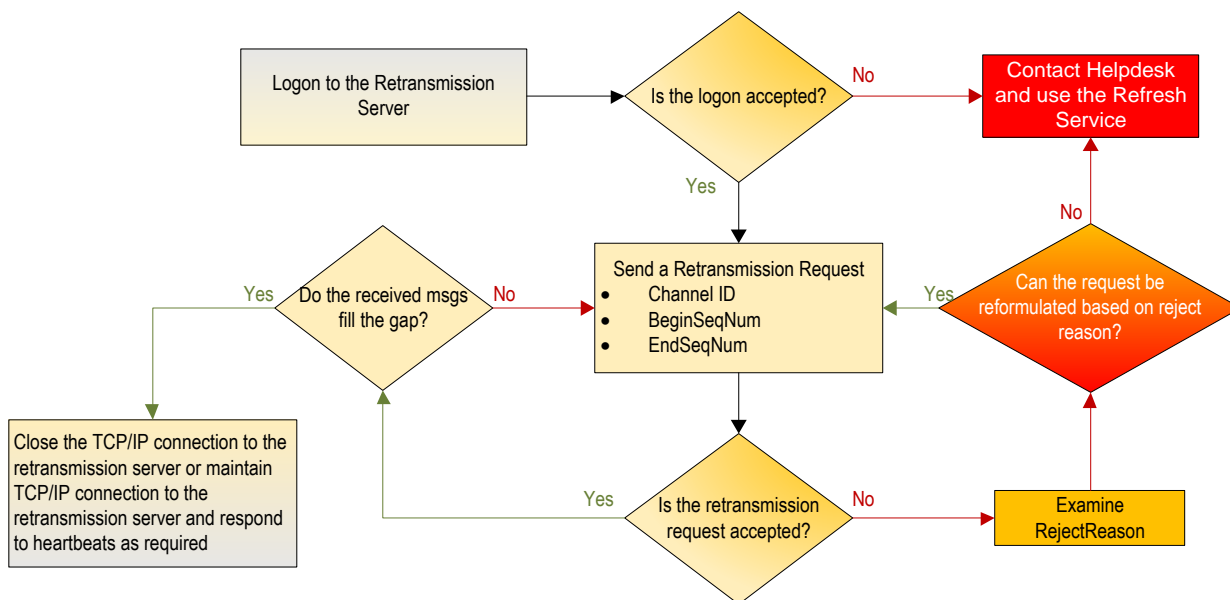 Logon to the Retransmission
Server
Is the logon accepted?
No
Contact Helpdesk
and use the Refresh
Service
Yes
No
Send a Retransmission Request
• Channel ID
• BeginSeqNum
• EndSeqNum
Yes
Do the received msgs
fill the gap?
No
Yes
Can the request be
reformulated based on reject
reason?
Close the TCP/IP connection to the
retransmission server or maintain
TCP/IP connection to the
retransmission server and respond
to heartbeats as required
Yes
Is the retransmission
request accepted?
No
Examine
RejectReason